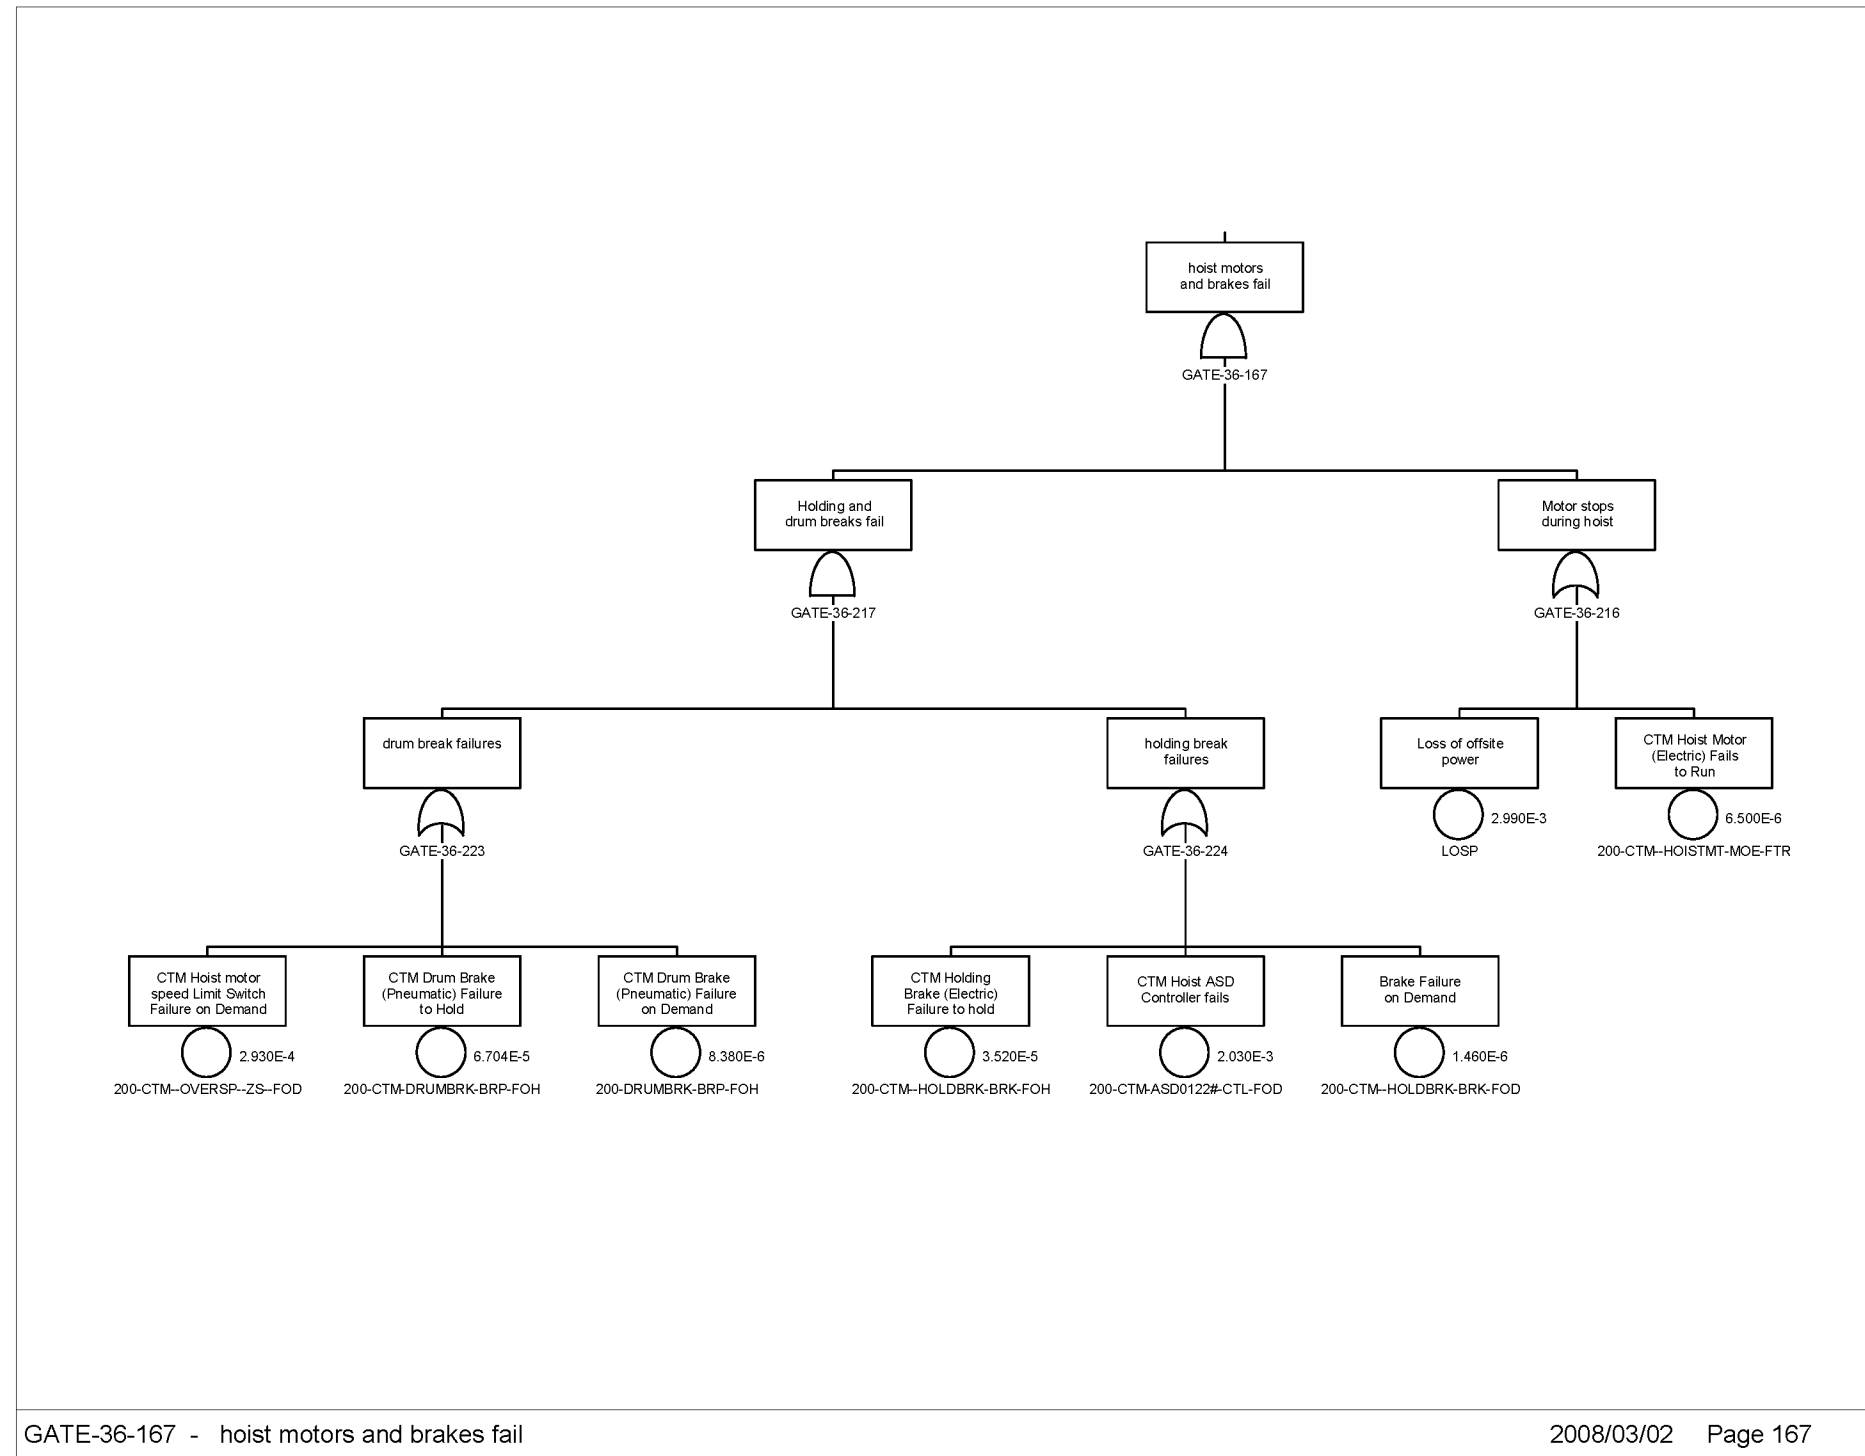 hoist motors
and brakes fail
GATE-36-167
Holding and
drum breaks fail
GATE-36-217
Motor stops
during hoist
GATE-36-216
drum break failures
GATE-36-223
holding break
failures
GATE-36-224
Loss of offsite
power
2.990E-3
LOSP
CTM Hoist Motor
(Electric) Fails
to Run
6.500E-6
200-CTM--HOISTMT-MOE-FTR
CTM Hoist motor
speed Limit Switch
Failure on Demand
2.930E-4
200-CTM--OVERSP--ZS--FOD
CTM Drum Brake
(Pneumatic) Failure
to Hold
6.704E-5
200-CTM-DRUMBRK-BRP-FOH
CTM Drum Brake
(Pneumatic) Failure
on Demand
8.380E-6
200-DRUMBRK-BRP-FOH
CTM Holding
Brake (Electric)
Failure to hold
3.520E-5
200-CTM--HOLDBRK-BRK-FOH
CTM Hoist ASD
Controller fails
2.030E-3
200-CTM-ASD0122#-CTL-FOD
Brake Failure
on Demand
1.460E-6
200-CTM--HOLDBRK-BRK-FOD
GATE-36-167 - hoist motors and brakes fail
2008/03/02 Page 167